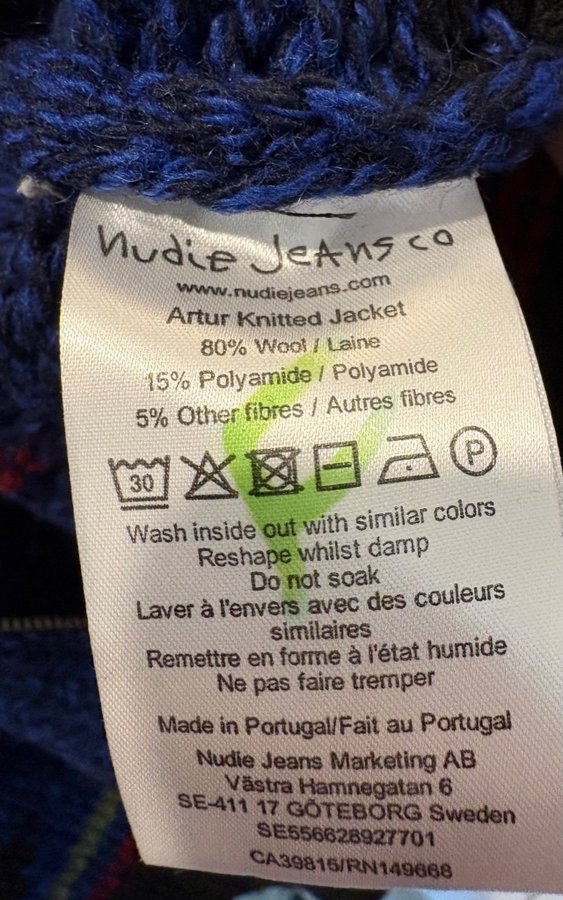 nudie Jeans co
www.nudiejeans.com
Artur Knitted Jacket
80% Wool / Laine
15% Polyamide / Polyamide
5% Other fibres / Autres fibres
30 P
Wash inside out with similar colors
Reshape whilst damp
Do not soak
Laver à l'envers avec des couleurs
similaires
Remettre en forme à l'état humide
Ne pas faire tremper
Made in Portugal/Fait au Portugal
Nudie Jeans Marketing AB
Västra Hamnegatan 6
SE-411 17 GÖTEBORG Sweden
SE556628927701
CA39815/RN149668